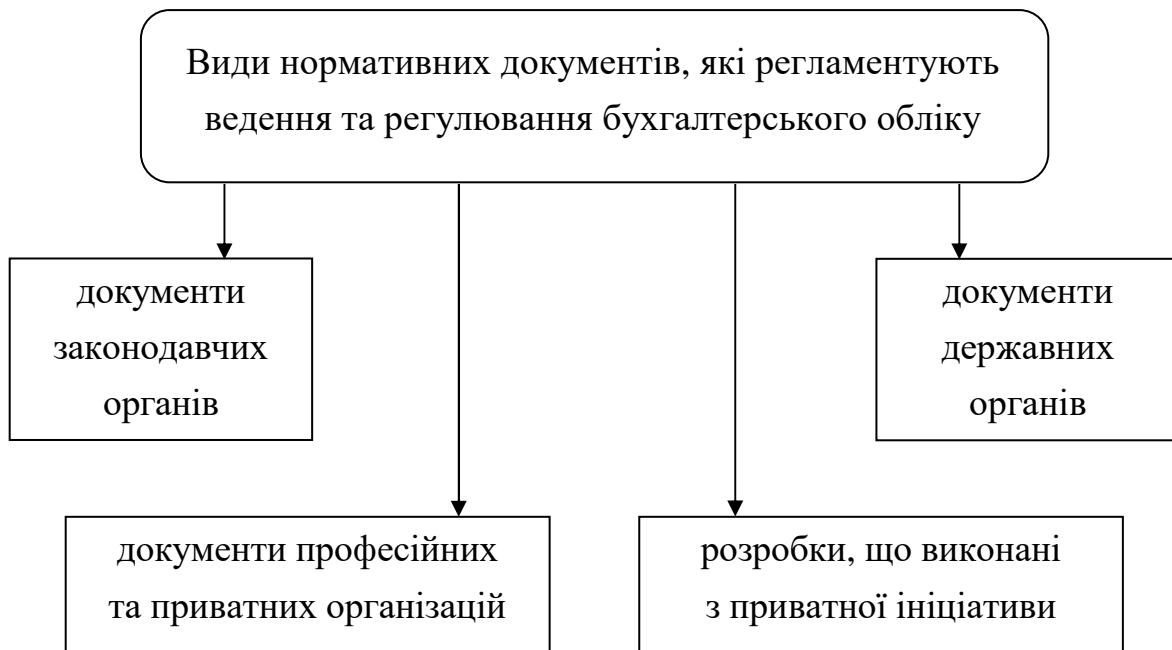 Види нормативних документів, які регламентують
ведення та регулювання бухгалтерського обліку
документи
законодавчих
органів
документи
державних
органів
документи професійних
та приватних організацій
розробки, що виконані
з приватної ініціативи